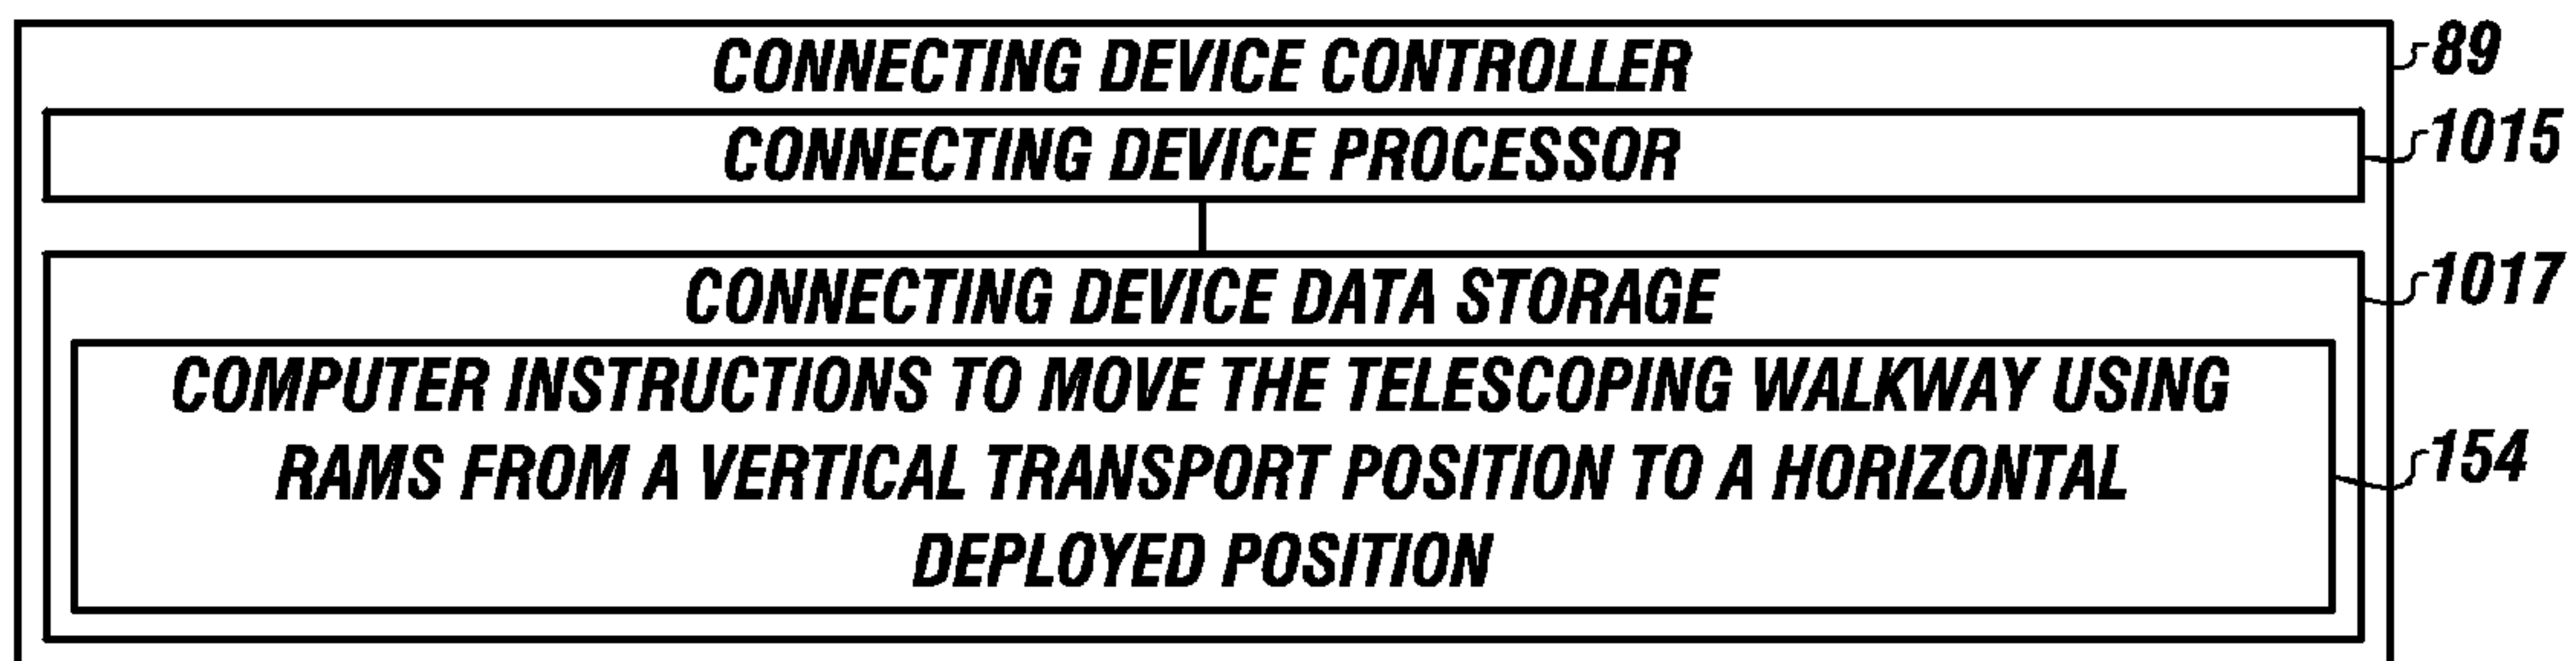 CONNECTING DEVICE CONTROLLER 89
CONNECTING DEVICE PROCESSOR 1015
CONNECTING DEVICE DATA STORAGE 1017
COMPUTER INSTRUCTIONS TO MOVE THE TELESCOPING WALKWAY USING
RAMS FROM A VERTICAL TRANSPORT POSITION TO A HORIZONTAL 154
DEPLOYED POSITION